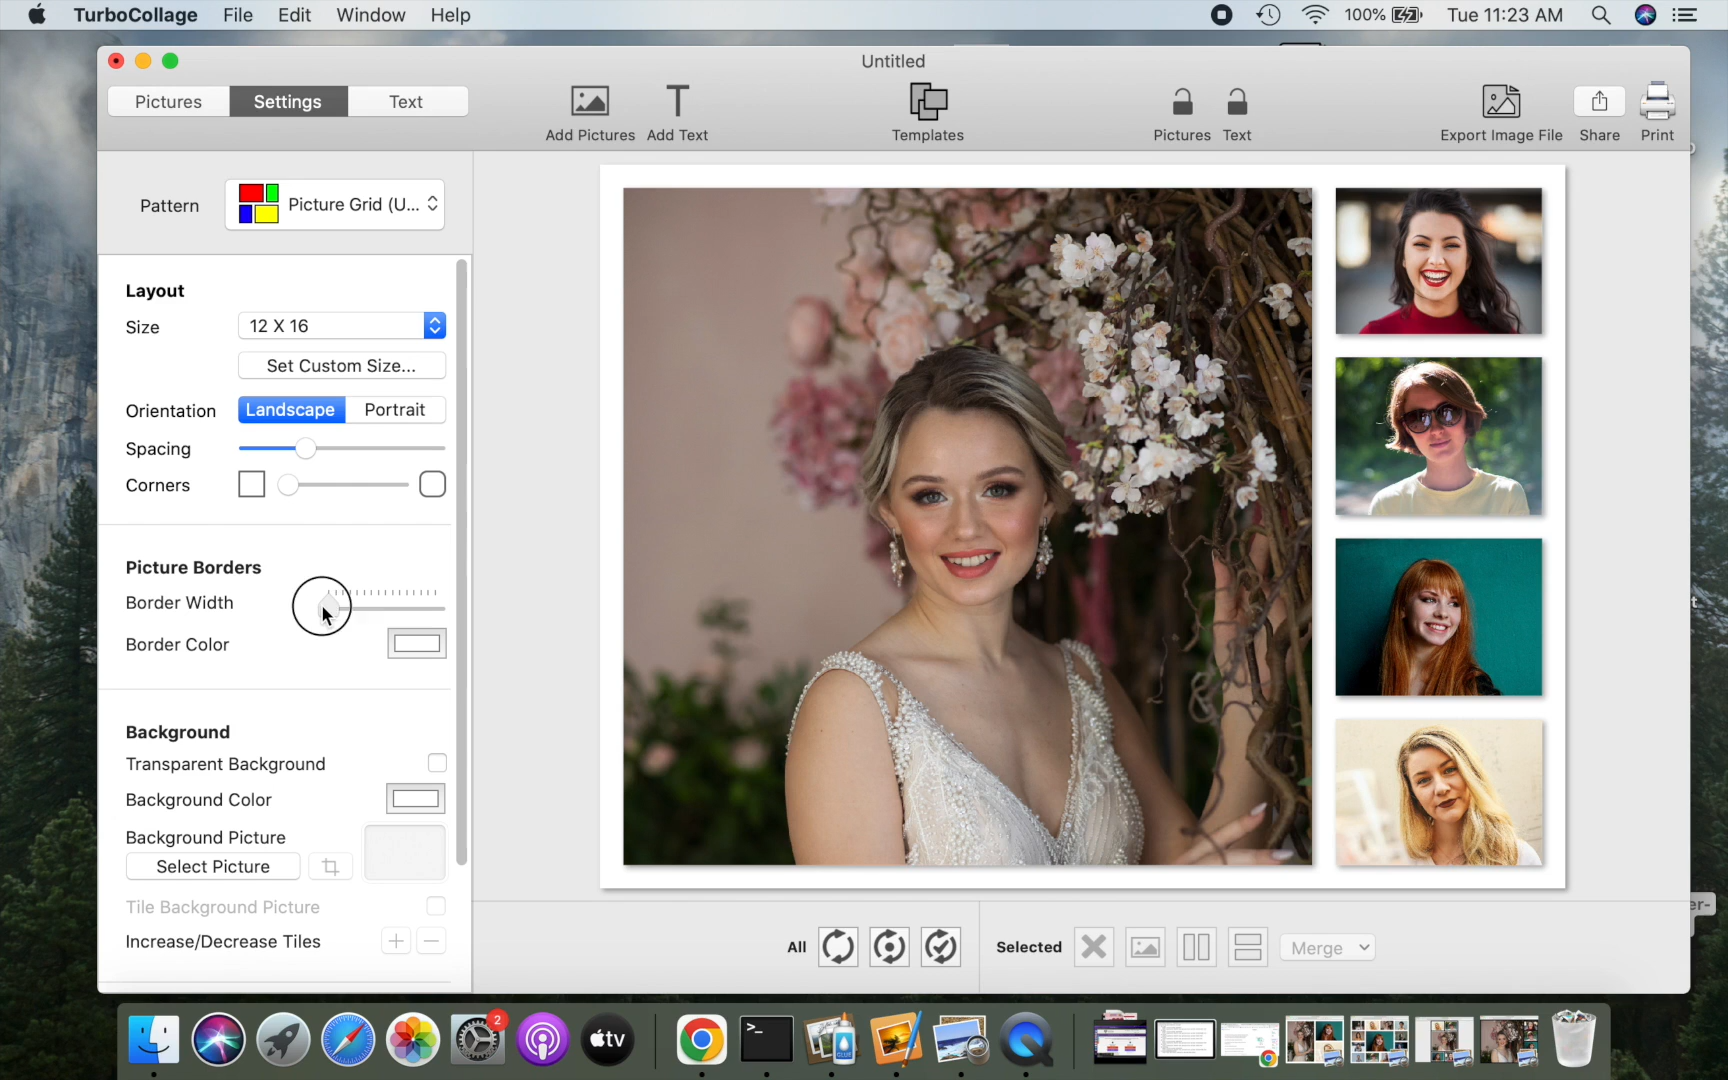 TurboCollage File Edit Window Help 100% Tue 11:23 AM
Untitled
Pictures Settings Text
Add Pictures Add Text Templates Pictures Text Export Image File Share Print
Pattern Picture Grid (U...
Layout
Size 12 X 16
Set Custom Size...
Orientation Landscape Portrait
Spacing
Corners
Picture Borders
Border Width
Border Color
Background
Transparent Background
Background Color
Background Picture
Select Picture
Tile Background Picture
Increase/Decrease Tiles
All Selected Merge
er-
2
tv
GLUE